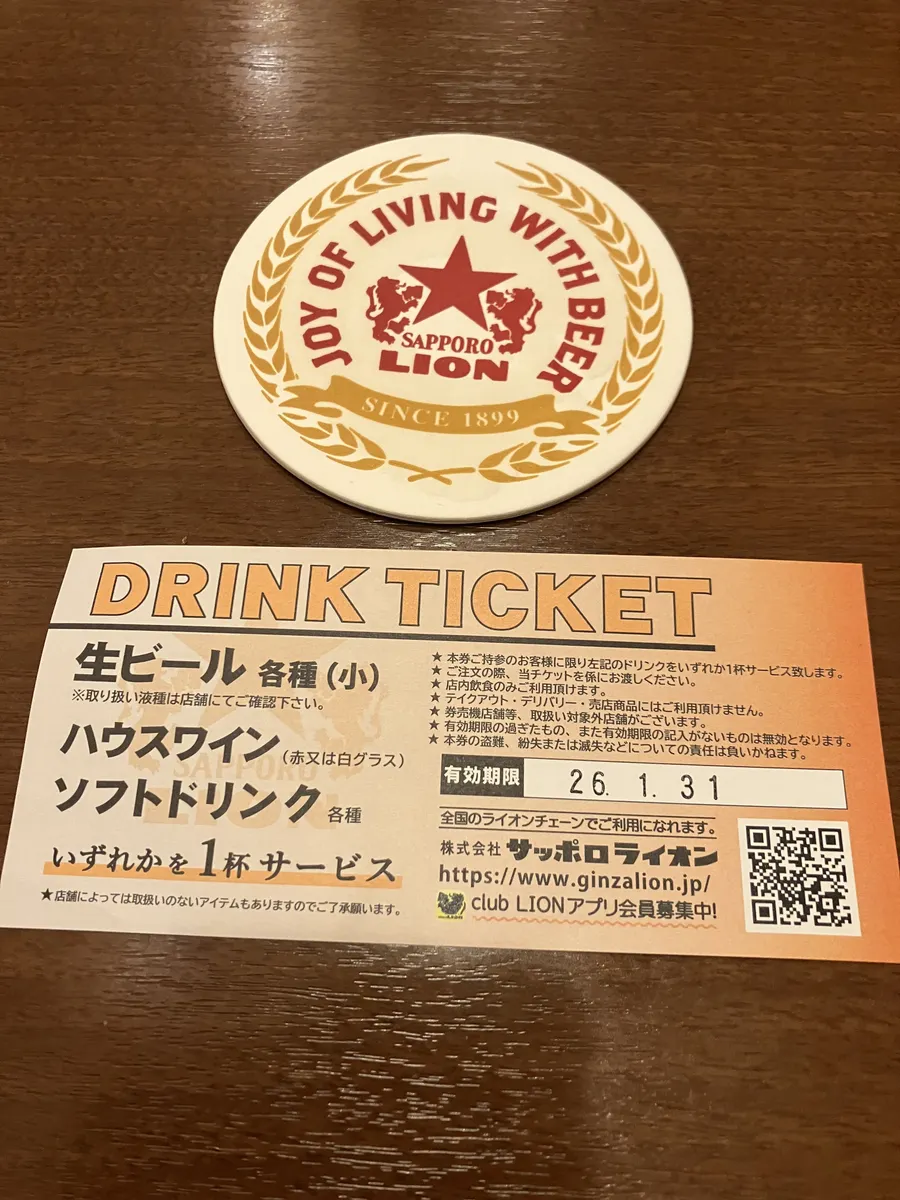 JOY OF LIVING WITH BEER
SAPPORO
LION
SINCE 1899
DRINK TICKET
生ビール 各種(小)
※取り扱い液種は店舗にてご確認下さい。
ハウスワイン(赤又は白グラス)
ソフトドリンク各種
いずれかを1杯サービス
★店舗によっては取扱いのないアイテムもありますのでご了承願います。
★ 本券ご持参のお客様に限り左記のドリンクをいずれか1杯サービス致します。
★ ご注文の際、当チケットを係にお渡しください。
★ 店内飲食のみご利用頂けます。
★ テイクアウト・デリバリー・売店商品にはご利用頂けません。
★ 券売機店舗等、取扱い対象外店舗がございます。
★ 有効期限の過ぎたもの、また有効期限の記入がないものは無効となります。
★ 本券の盗難、紛失または滅失などについての責任は負いかねます。
有効期限 26. 1. 31
全国のライオンチェーンでご利用になれます。
株式会社 サッポロライオン
https://www.ginzalion.jp/
club LIONアプリ会員募集中!
SAPPORO
LION